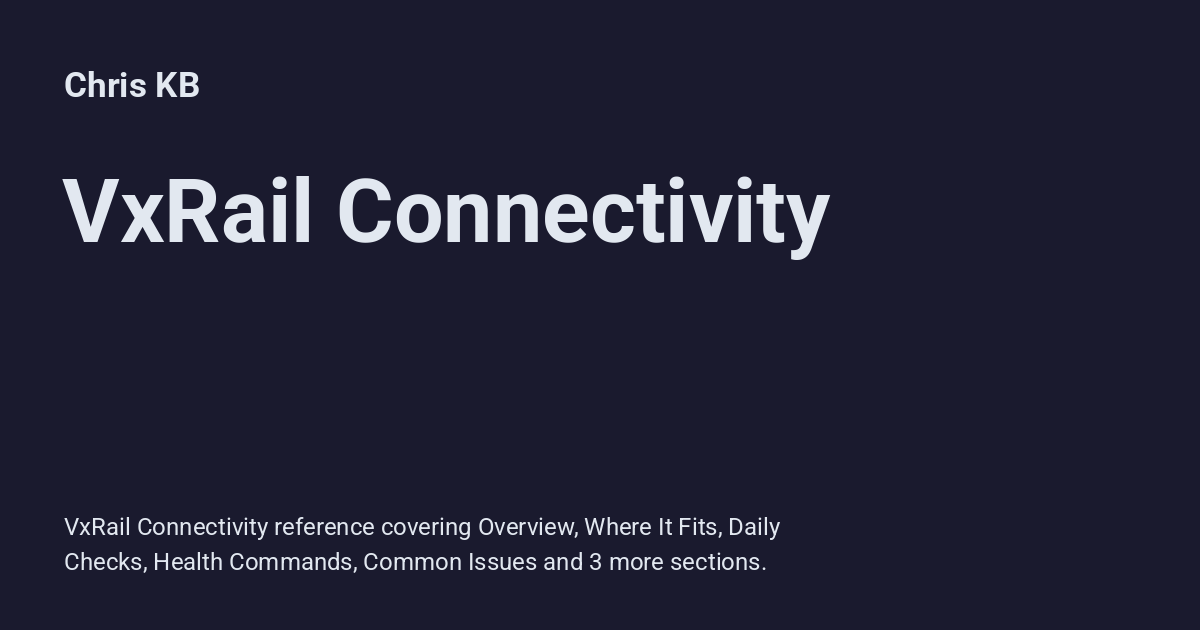 Chris KB
VxRail Connectivity
VxRail Connectivity reference covering Overview, Where It Fits, Daily
Checks, Health Commands, Common Issues and 3 more sections.